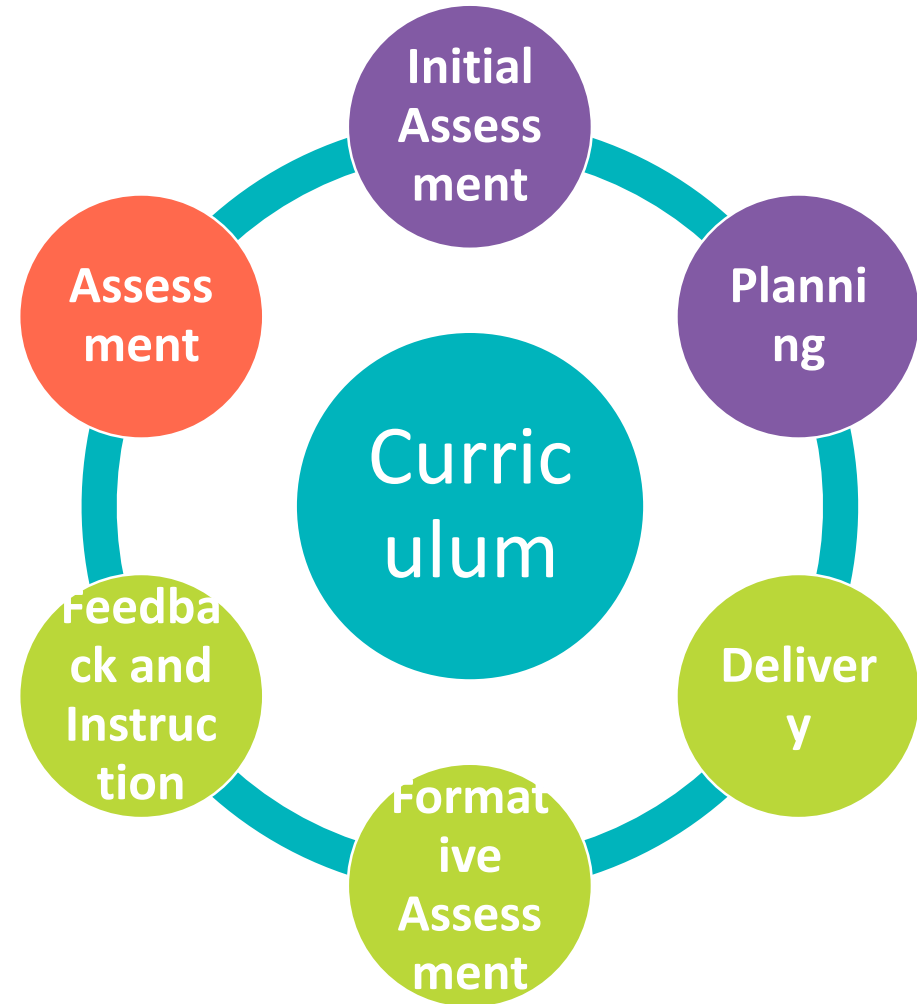 Initial
Assess
ment
Planni
ng
Deliver
y
Format
ive
Assess
ment
Feedba
ck and
Instruc
tion
Assess
ment
Curric
ulum